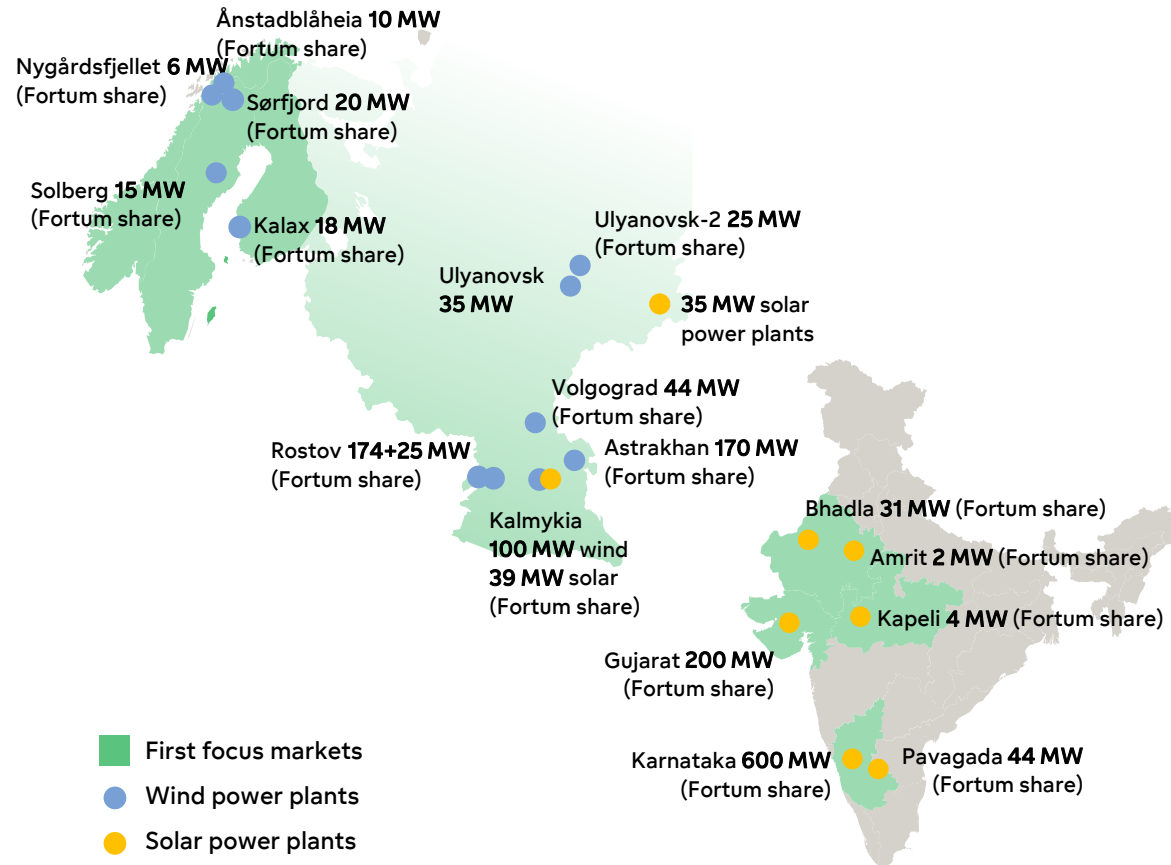 Ånstadblåheia 10 MW
(Fortum share)
Nygårdsfjellet 6 MW
(Fortum share)
Sørfjord 20 MW
(Fortum share)
Solberg 15 MW
(Fortum share)
Kalax 18 MW
(Fortum share)
Ulyanovsk-2 25 MW
(Fortum share)
Ulyanovsk
35 MW
35 MW solar
power plants
Volgograd 44 MW
(Fortum share)
Rostov 174+25 MW
(Fortum share)
Astrakhan 170 MW
(Fortum share)
Kalmykia
100 MW wind
39 MW solar
(Fortum share)
Bhadla 31 MW (Fortum share)
Amrit 2 MW (Fortum share)
Kapeli 4 MW (Fortum share)
Gujarat 200 MW
(Fortum share)
Karnataka 600 MW
(Fortum share)
Pavagada 44 MW
(Fortum share)
First focus markets
Wind power plants
Solar power plants